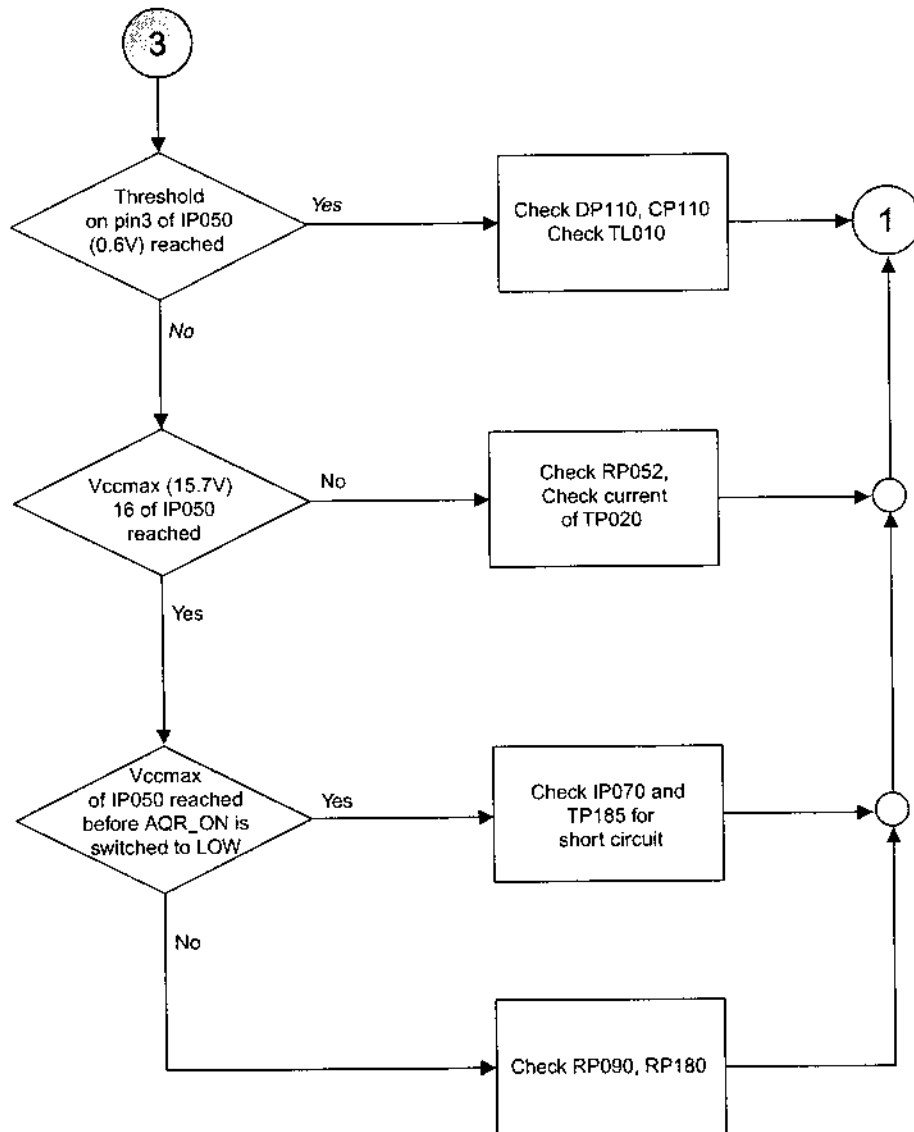 3
Threshold
on pin3 of IP050
(0.6V) reached
Yes
Check DP110, CP110
Check TL010
1
No
Vccmax (15.7V)
16 of IP050
reached
No
Check RP052,
Check current
of TP020
Yes
Vccmax
of IP050 reached
before AQR_ON is
switched to LOW
Yes
Check IP070 and
TP185 for
short circuit
No
Check RP090, RP180